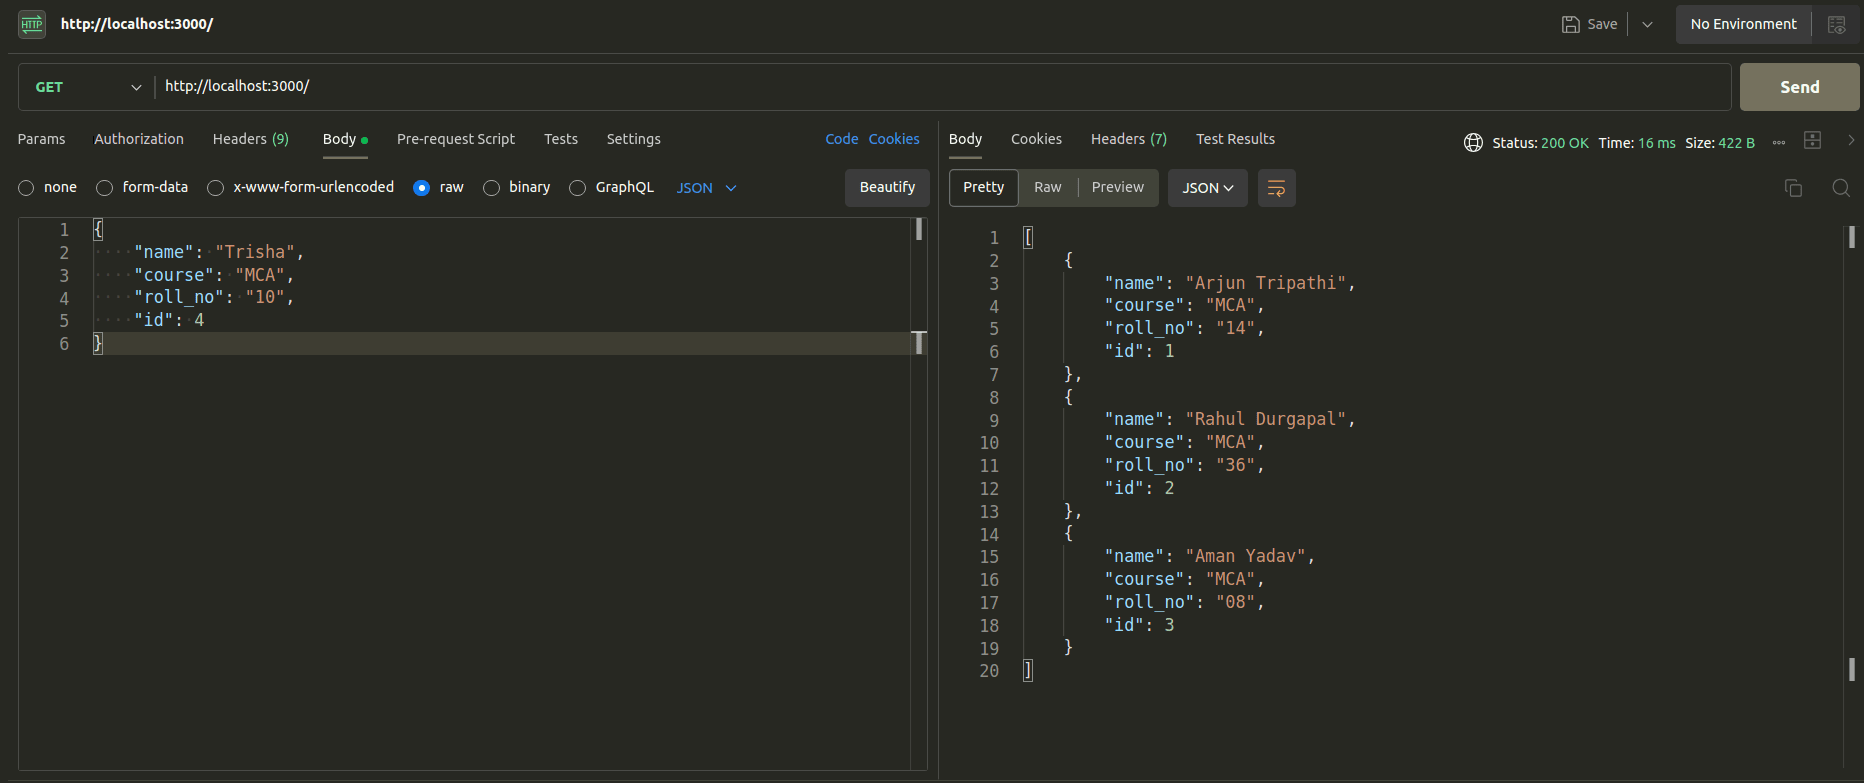 HTTP http://localhost:3000/ Save No Environment
GET http://localhost:3000/ Send
Params Authorization Headers (9) Body Pre-request Script Tests Settings Code Cookies
none form-data x-www-form-urlencoded raw binary GraphQL JSON Beautify
1 {
2 "name": "Trisha",
3 "course": "MCA",
4 "roll_no": "10",
5 "id": 4
6 }
Body Cookies Headers (7) Test Results Status: 200 OK Time: 16 ms Size: 422 B
Pretty Raw Preview JSON
1 [
2 {
3 "name": "Arjun Tripathi",
4 "course": "MCA",
5 "roll_no": "14",
6 "id": 1
7 },
8 {
9 "name": "Rahul Durgapal",
10 "course": "MCA",
11 "roll_no": "36",
12 "id": 2
13 },
14 {
15 "name": "Aman Yadav",
16 "course": "MCA",
17 "roll_no": "08",
18 "id": 3
19 }
20 ]